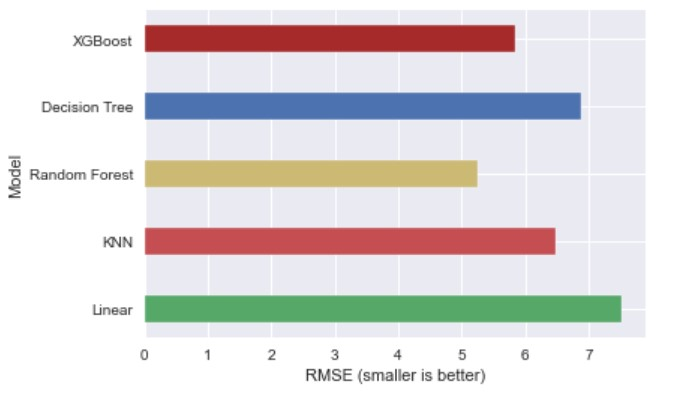 XGBoost
Decision Tree
Random Forest
KNN
Linear
Model
0 1 2 3 4 5 6 7
RMSE (smaller is better)